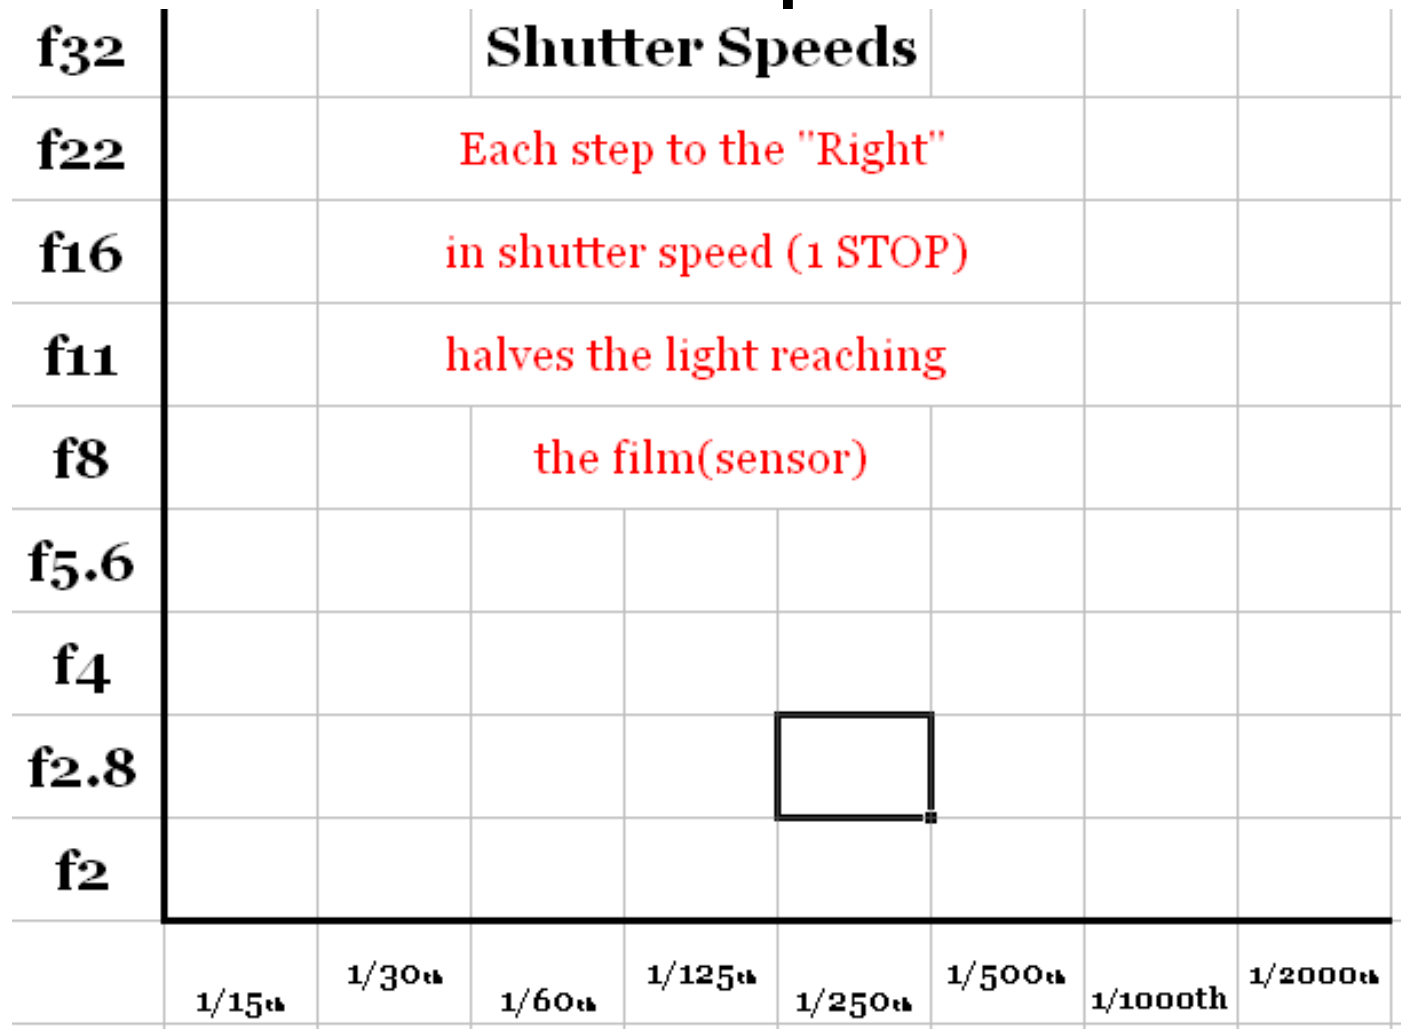 f32 Shutter Speeds
f22 Each step to the "Right"
f16 in shutter speed (1 STOP)
f11 halves the light reaching
f8 the film(sensor)
f5.6
f4
f2.8
f2
1/15th 1/30th 1/60th 1/125th 1/250th 1/500th 1/1000th 1/2000th